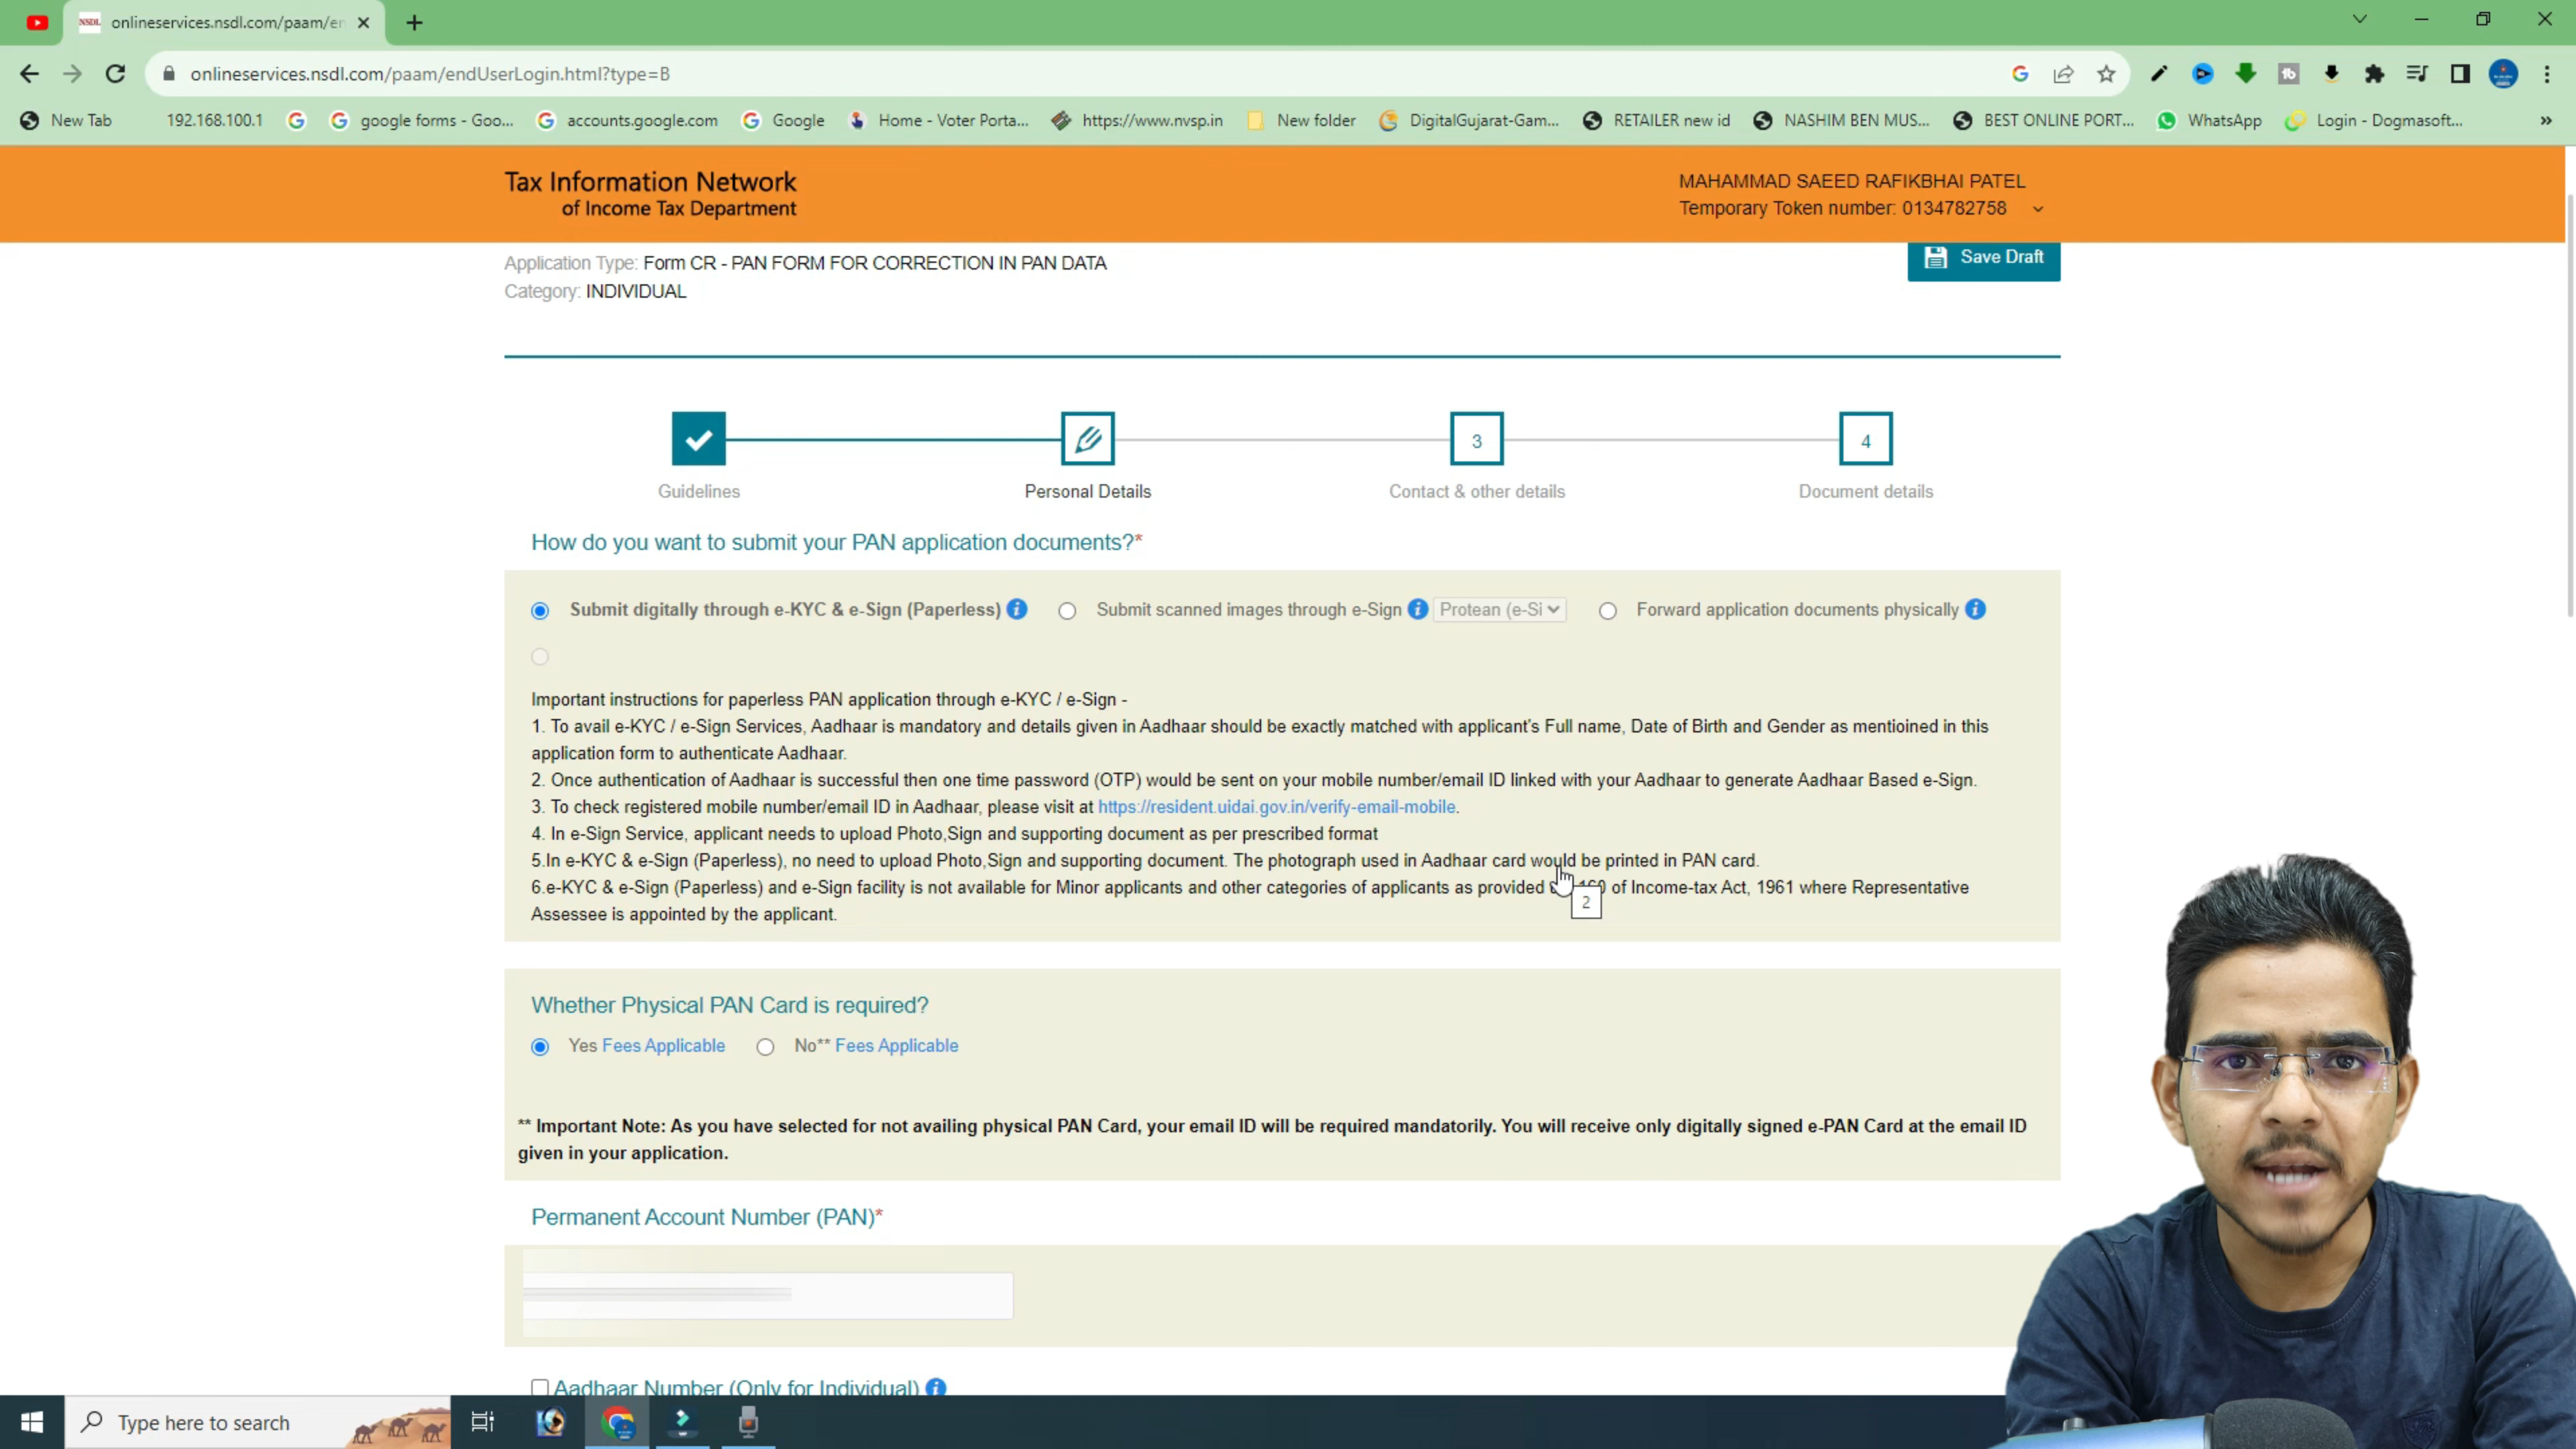 onlineservices.nsdl.com/paam/en
onlineservices.nsdl.com/paam/endUserLogin.html?type=B
New Tab 192.168.100.1 google forms - Goo... accounts.google.com Google Home - Voter Porta... https://www.nvsp.in New folder DigitalGujarat-Gam... RETAILER new id NASHIM BEN MUS... BEST ONLINE PORT... WhatsApp Login - Dogmasoft... »
Tax Information Network
of Income Tax Department
MAHAMMAD SAEED RAFIKBHAI PATEL
Temporary Token number: 0134782758
Application Type: Form CR - PAN FORM FOR CORRECTION IN PAN DATA
Save Draft
Category: INDIVIDUAL
3
4
Guidelines
Personal Details
Contact & other details
Document details
How do you want to submit your PAN application documents?*
Submit digitally through e-KYC & e-Sign (Paperless) Submit scanned images through e-Sign Protean (e-Si Forward application documents physically
Important instructions for paperless PAN application through e-KYC / e-Sign -
1. To avail e-KYC / e-Sign Services, Aadhaar is mandatory and details given in Aadhaar should be exactly matched with applicant's Full name, Date of Birth and Gender as mentioined in this
application form to authenticate Aadhaar.
2. Once authentication of Aadhaar is successful then one time password (OTP) would be sent on your mobile number/email ID linked with your Aadhaar to generate Aadhaar Based e-Sign.
3. To check registered mobile number/email ID in Aadhaar, please visit at https://resident.uidai.gov.in/verify-email-mobile.
4. In e-Sign Service, applicant needs to upload Photo,Sign and supporting document as per prescribed format
5.In e-KYC & e-Sign (Paperless), no need to upload Photo,Sign and supporting document. The photograph used in Aadhaar card would be printed in PAN card.
6.e-KYC & e-Sign (Paperless) and e-Sign facility is not available for Minor applicants and other categories of applicants as provided of Income-tax Act, 1961 where Representative
2
Assessee is appointed by the applicant.
Whether Physical PAN Card is required?
Yes Fees Applicable No** Fees Applicable
** Important Note: As you have selected for not availing physical PAN Card, your email ID will be required mandatorily. You will receive only digitally signed e-PAN Card at the email ID
given in your application.
Permanent Account Number (PAN)*
Aadhaar Number (Only for Individual)
Type here to search